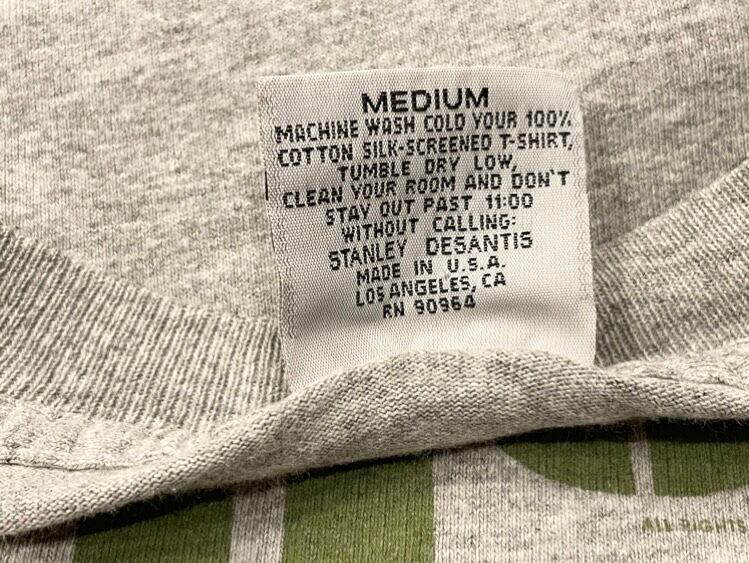 MEDIUM
MACHINE WASH COLD YOUR 100%
COTTON SILK-SCREENED T-SHIRT,
TUMBLE DRY LOW,
CLEAN YOUR ROOM AND DON'T
STAY OUT PAST 11:00
WITHOUT CALLING:
STANLEY DESANTIS
MADE IN U.S.A.
LOS ANGELES, CA
RN 90964
ALL RIGHTS